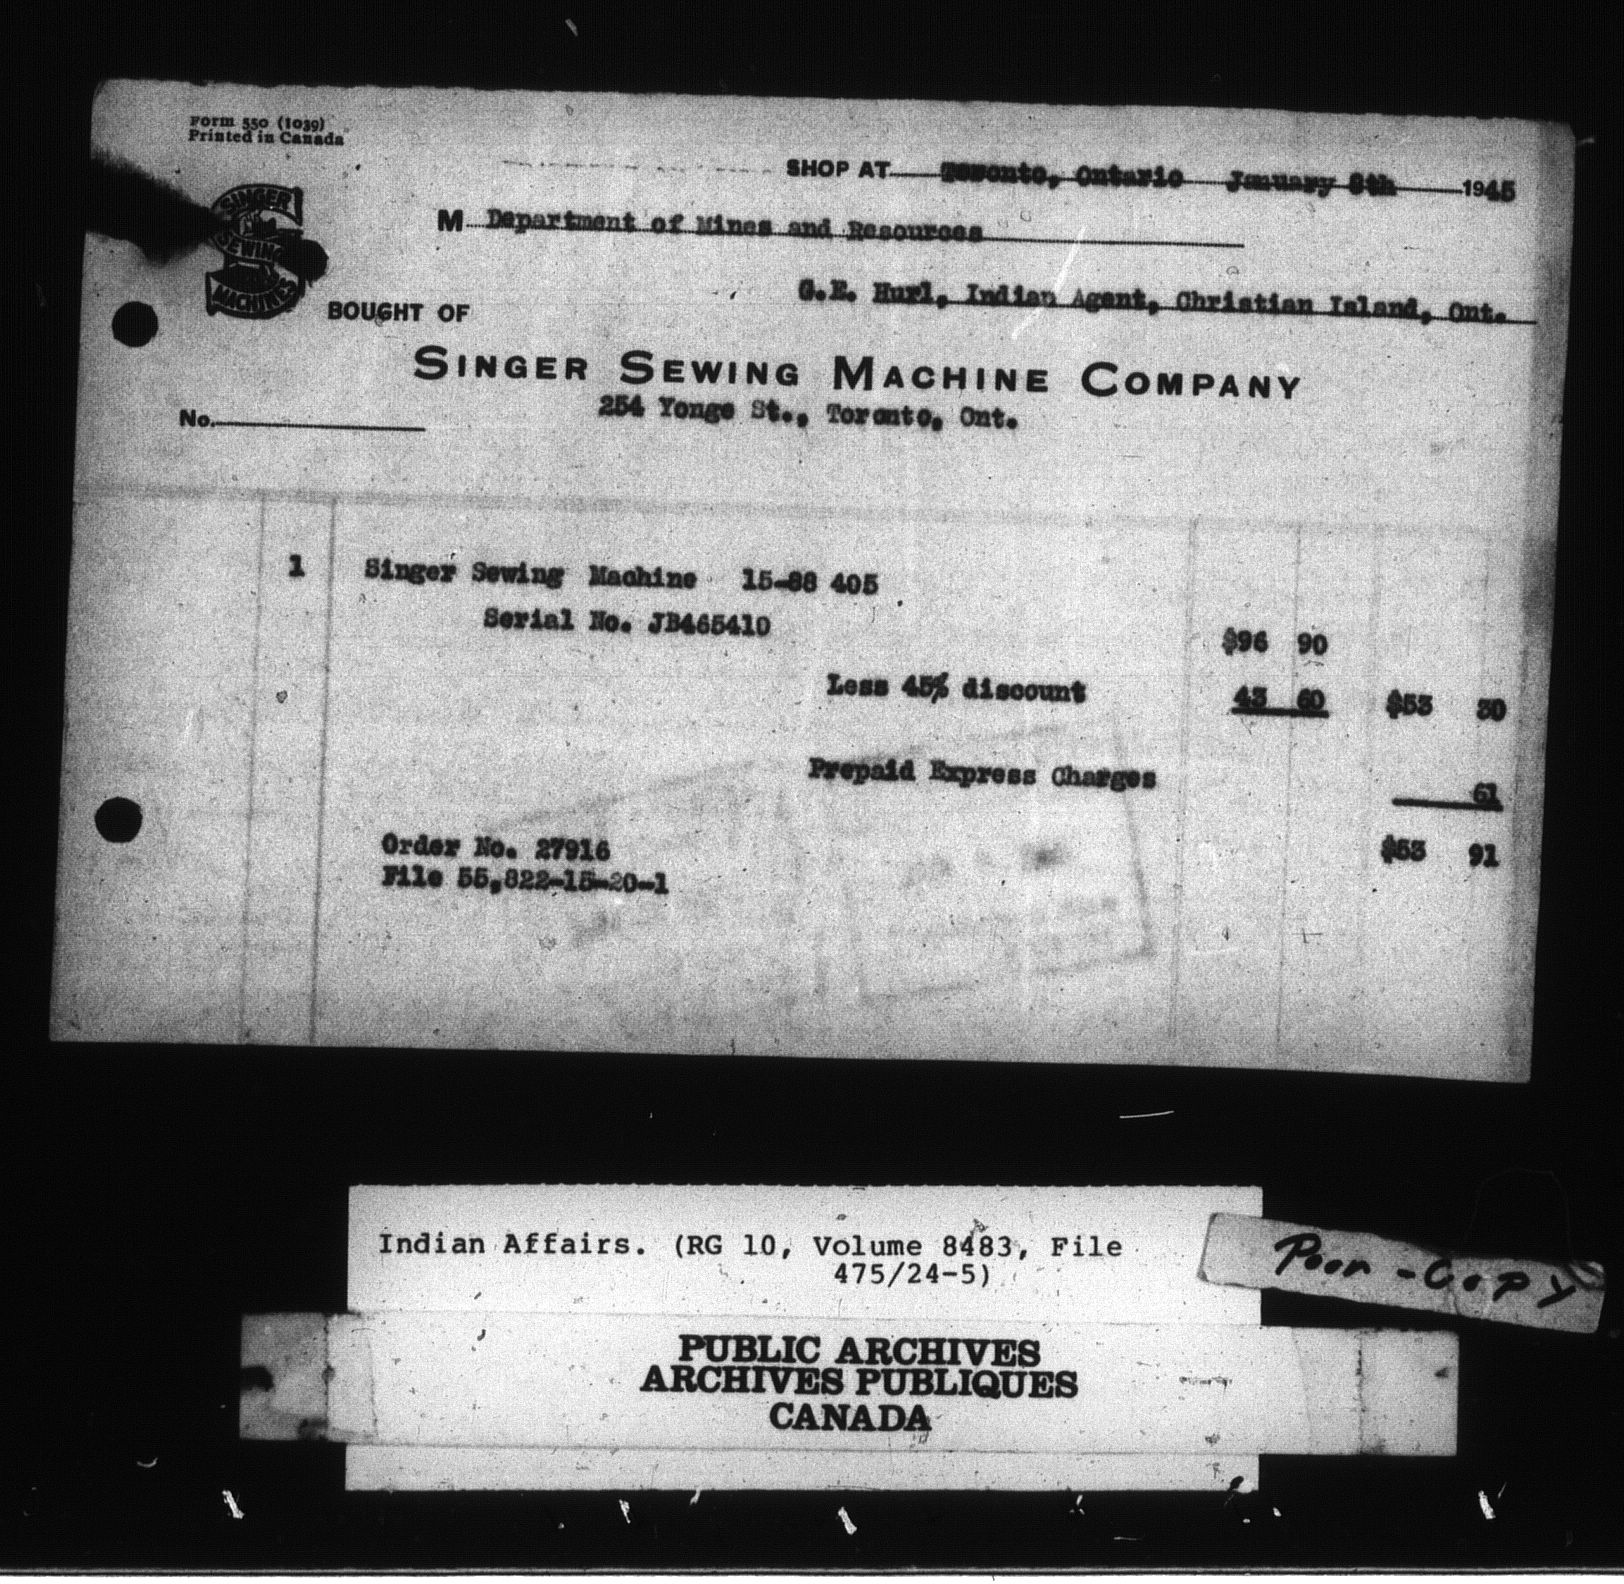 Form 550 (1039)
Printed in Canada
SHOP AT Toronto, Ontario January 8th 1945
M Department of Mines and Resources
SINGER
SEWING
MACHINES
G.E. Hurl, Indian Agent, Christian Island, Ont.
BOUGHT OF
SINGER SEWING MACHINE COMPANY
254 Yonge St., Toronto, Ont.
No.
1 Singer Sewing Machine 15-88 405
Serial No. JB465410
$96 90
Less 45% discount 43 60 $53 30
Prepaid Express Charges 61
Order No. 27916 $53 91
File 55,822-15-20-1
Indian Affairs. (RG 10, Volume 8483, File
475/24-5)
Poor - Copy
PUBLIC ARCHIVES
ARCHIVES PUBLIQUES
CANADA